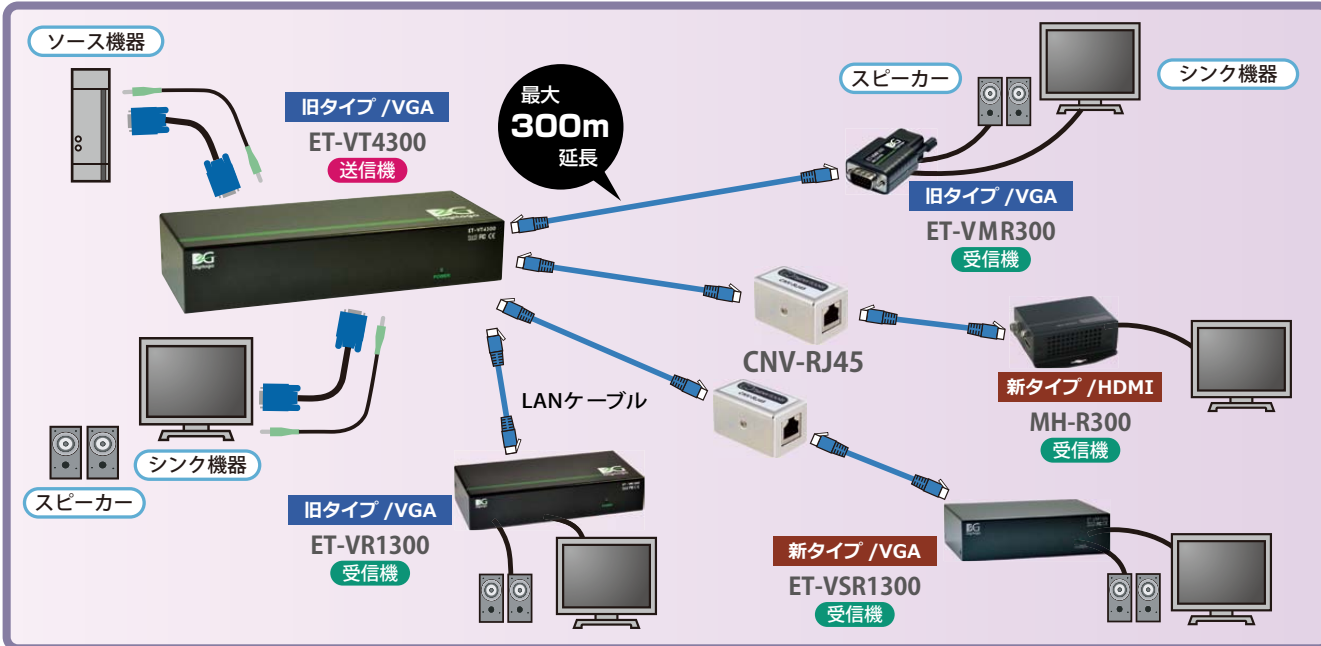 ソース機器
旧タイプ /VGA
ET-VT4300
送信機
最大
300m
延長
スピーカー
シンク機器
旧タイプ /VGA
ET-VMR300
受信機
ET-VT4300
POWER
CNV-RJ45
新タイプ /HDMI
MH-R300
受信機
LANケーブル
シンク機器
スピーカー
旧タイプ /VGA
ET-VR1300
受信機
新タイプ /VGA
ET-VSR1300
受信機